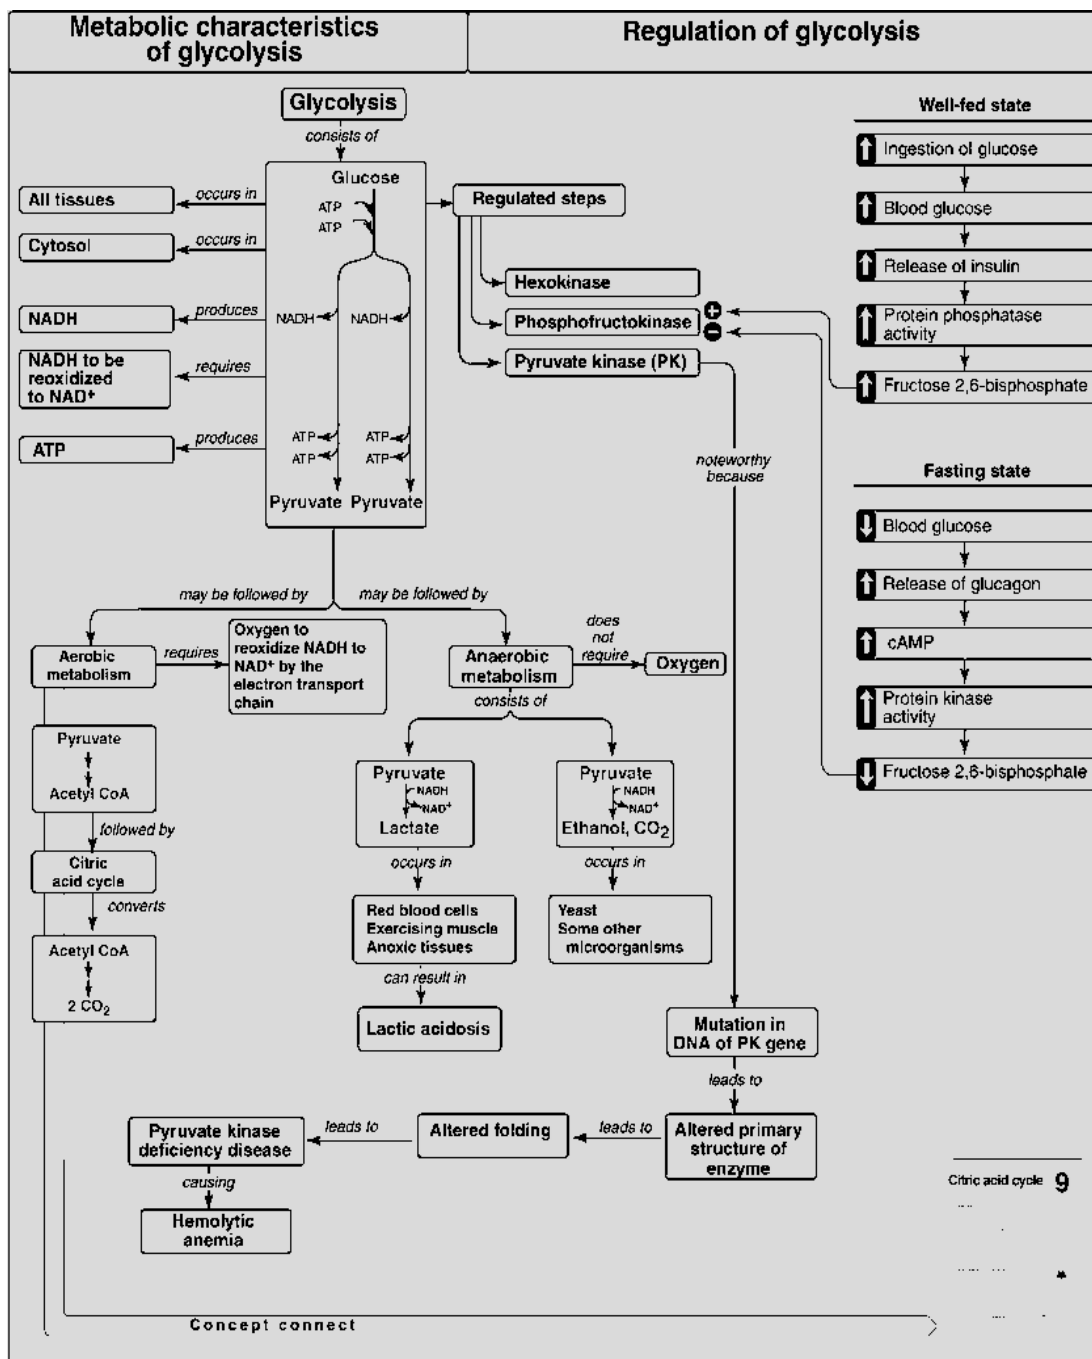 Metabolic characteristics
of glycolysis
Regulation of glycolysis
Glycolysis
consists of
Glucose
ATP
ATP
NADH
NADH
ATP
ATP
ATP
ATP
Pyruvate
Pyruvate
All tissues
occurs in
Cytosol
occurs in
NADH
produces
NADH to be
reoxidized
to NAD+
requires
ATP
produces
Regulated steps
Hexokinase
Phosphofructokinase
+
−
Pyruvate kinase (PK)
noteworthy
because
Well-fed state
Ingestion of glucose
Blood glucose
Release of insulin
Protein phosphatase
activity
Fructose 2,6-bisphosphate
Fasting state
Blood glucose
Release of glucagon
cAMP
Protein kinase
activity
Fructose 2,6-bisphosphate
may be followed by
may be followed by
Aerobic
metabolism
requires
Oxygen to
reoxidize NADH to
NAD+ by the
electron transport
chain
Anaerobic
metabolism
does
not
require
Oxygen
consists of
Pyruvate
Acetyl CoA
followed by
Citric
acid cycle
converts
Acetyl CoA
2 CO2
Pyruvate
NADH
NAD+
Lactate
occurs in
Red blood cells
Exercising muscle
Anoxic tissues
can result in
Lactic acidosis
Pyruvate
NADH
NAD+
Ethanol, CO2
occurs in
Yeast
Some other
microorganisms
Mutation in
DNA of PK gene
leads to
Altered primary
structure of
enzyme
leads to
Altered folding
leads to
Pyruvate kinase
deficiency disease
causing
Hemolytic
anemia
Citric acid cycle 9
Concept connect